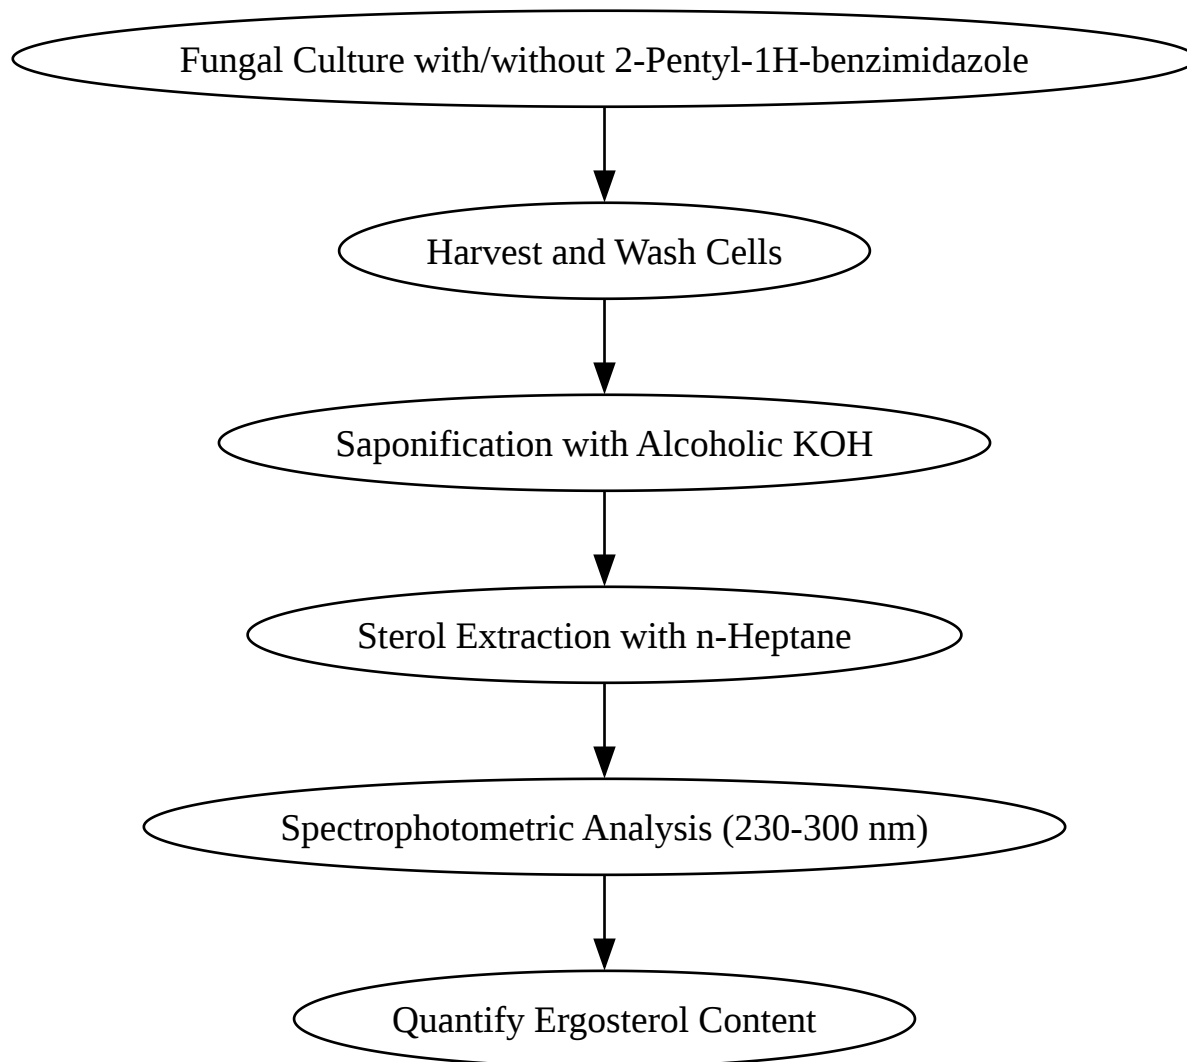 Fungal Culture with/without 2-Pentyl-1H-benzimidazole
Harvest and Wash Cells
Saponification with Alcoholic KOH
Sterol Extraction with n-Heptane
Spectrophotometric Analysis (230-300 nm)
Quantify Ergosterol Content